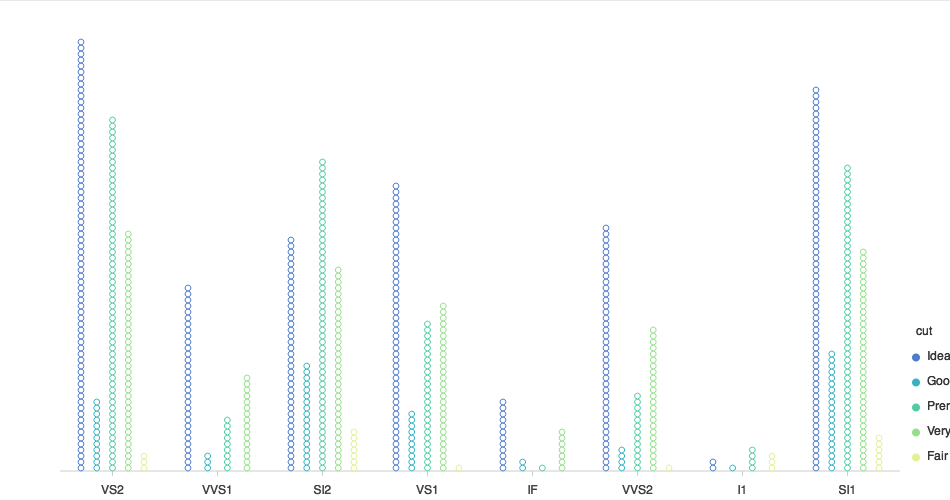 cut
Idea
Goo
Prer
Very
Fair
VS2 VVS1 SI2 VS1 IF VVS2 I1 SI1